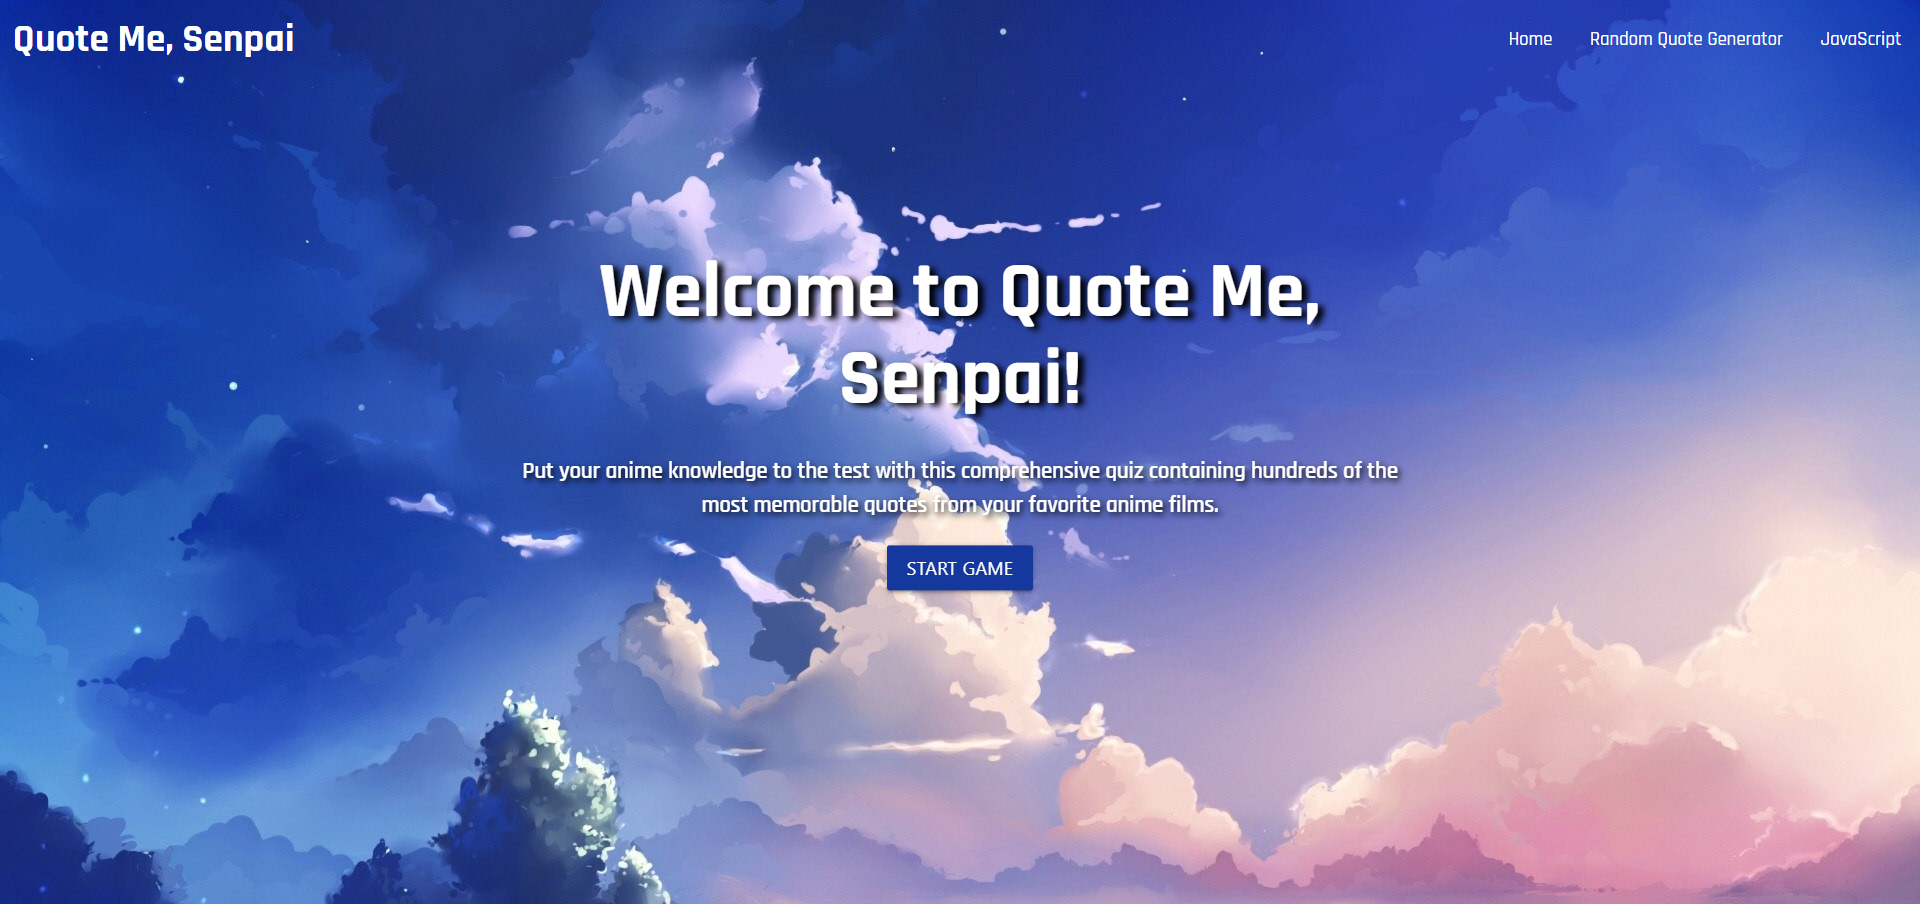 Quote Me, Senpai
Home Random Quote Generator JavaScript
Welcome to Quote Me,
Senpai!
Put your anime knowledge to the test with this comprehensive quiz containing hundreds of the
most memorable quotes from your favorite anime films.
START GAME